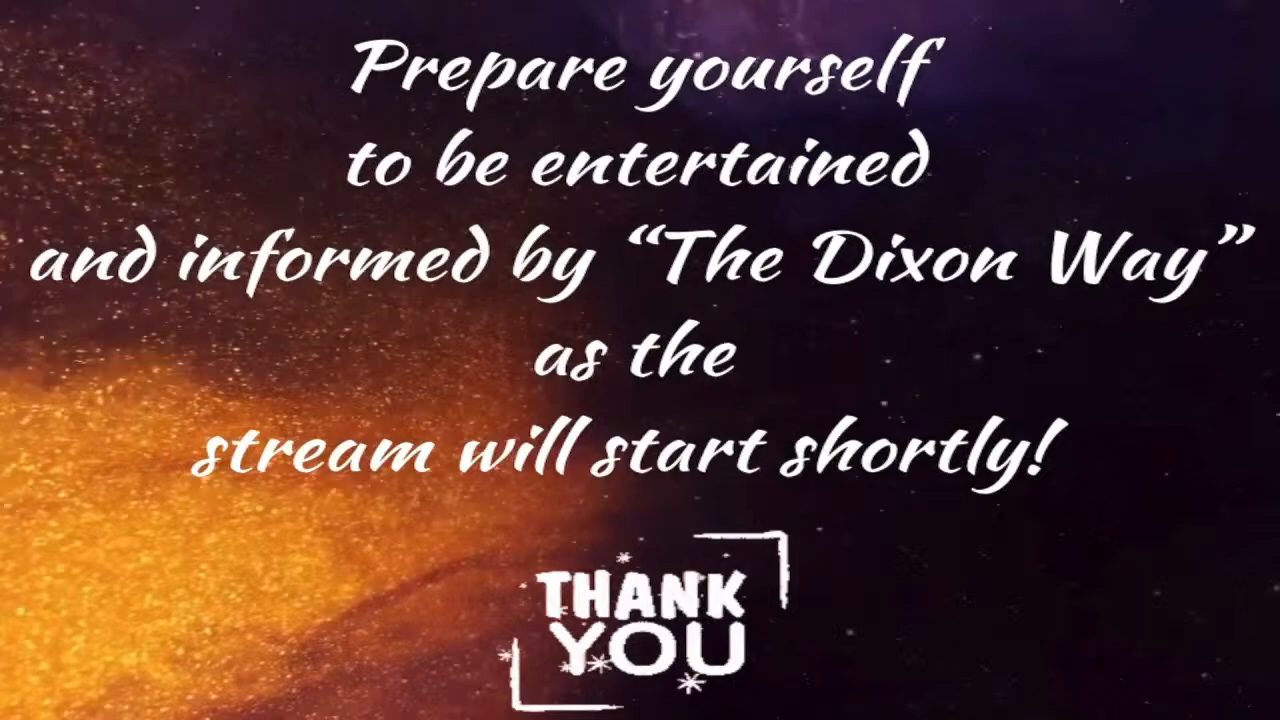 Prepare yourself
to be entertained
and informed by “The Dixon Way”
as the
stream will start shortly!
THANK
YOU